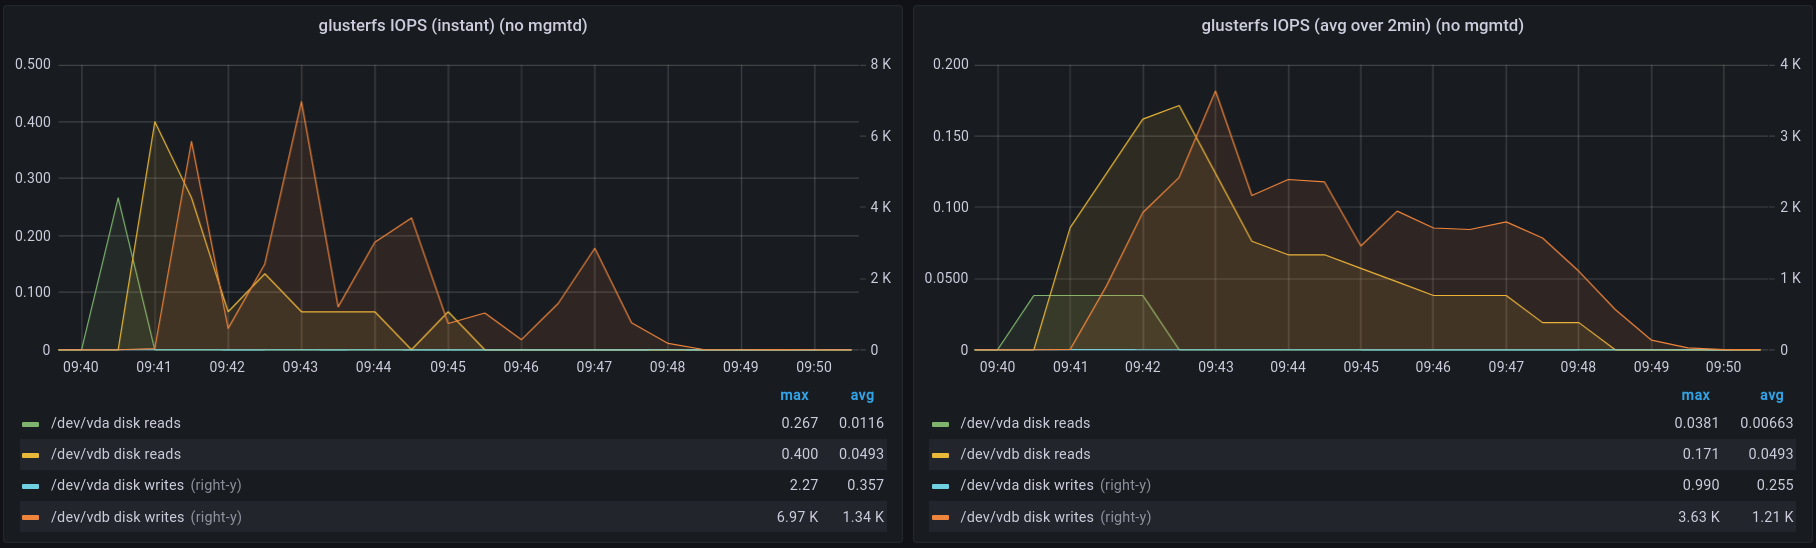 glusterfs IOPS (instant) (no mgmtd)
0.500
0.400
0.300
0.200
0.100
0
8 K
6 K
4 K
2 K
0
09:40 09:41 09:42 09:43 09:44 09:45 09:46 09:47 09:48 09:49 09:50
max avg
/dev/vda disk reads 0.267 0.0116
/dev/vdb disk reads 0.400 0.0493
/dev/vda disk writes (right-y) 2.27 0.357
/dev/vdb disk writes (right-y) 6.97 K 1.34 K
glusterfs IOPS (avg over 2min) (no mgmtd)
0.200
0.150
0.100
0.0500
0
4 K
3 K
2 K
1 K
0
09:40 09:41 09:42 09:43 09:44 09:45 09:46 09:47 09:48 09:49 09:50
max avg
/dev/vda disk reads 0.0381 0.00663
/dev/vdb disk reads 0.171 0.0493
/dev/vda disk writes (right-y) 0.990 0.255
/dev/vdb disk writes (right-y) 3.63 K 1.21 K